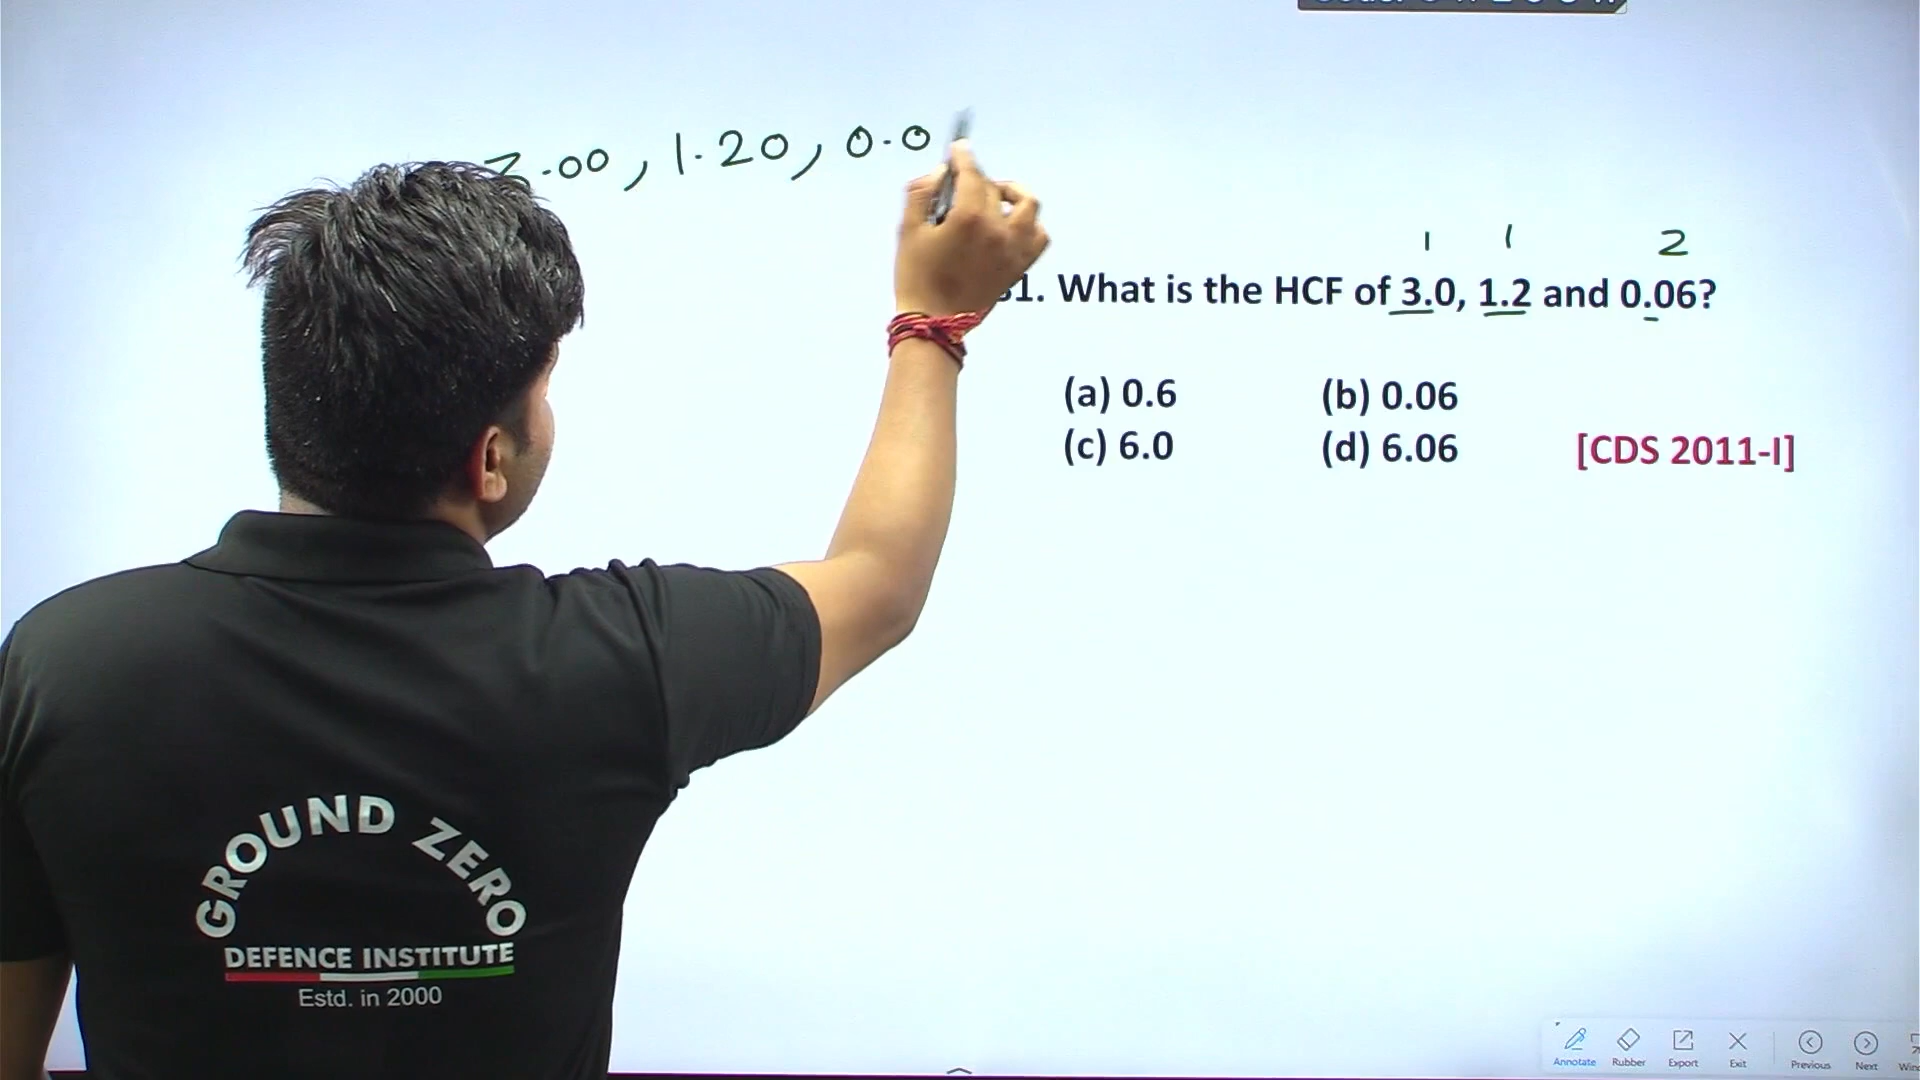 3.00, 1.20, 0.0
1 1 2
1. What is the HCF of 3.0, 1.2 and 0.06?
(a) 0.6 (b) 0.06
(c) 6.0 (d) 6.06 [CDS 2011-I]
GROUND ZERO
DEFENCE INSTITUTE
Estd. in 2000
Annotate Rubber Export Exit Previous Next